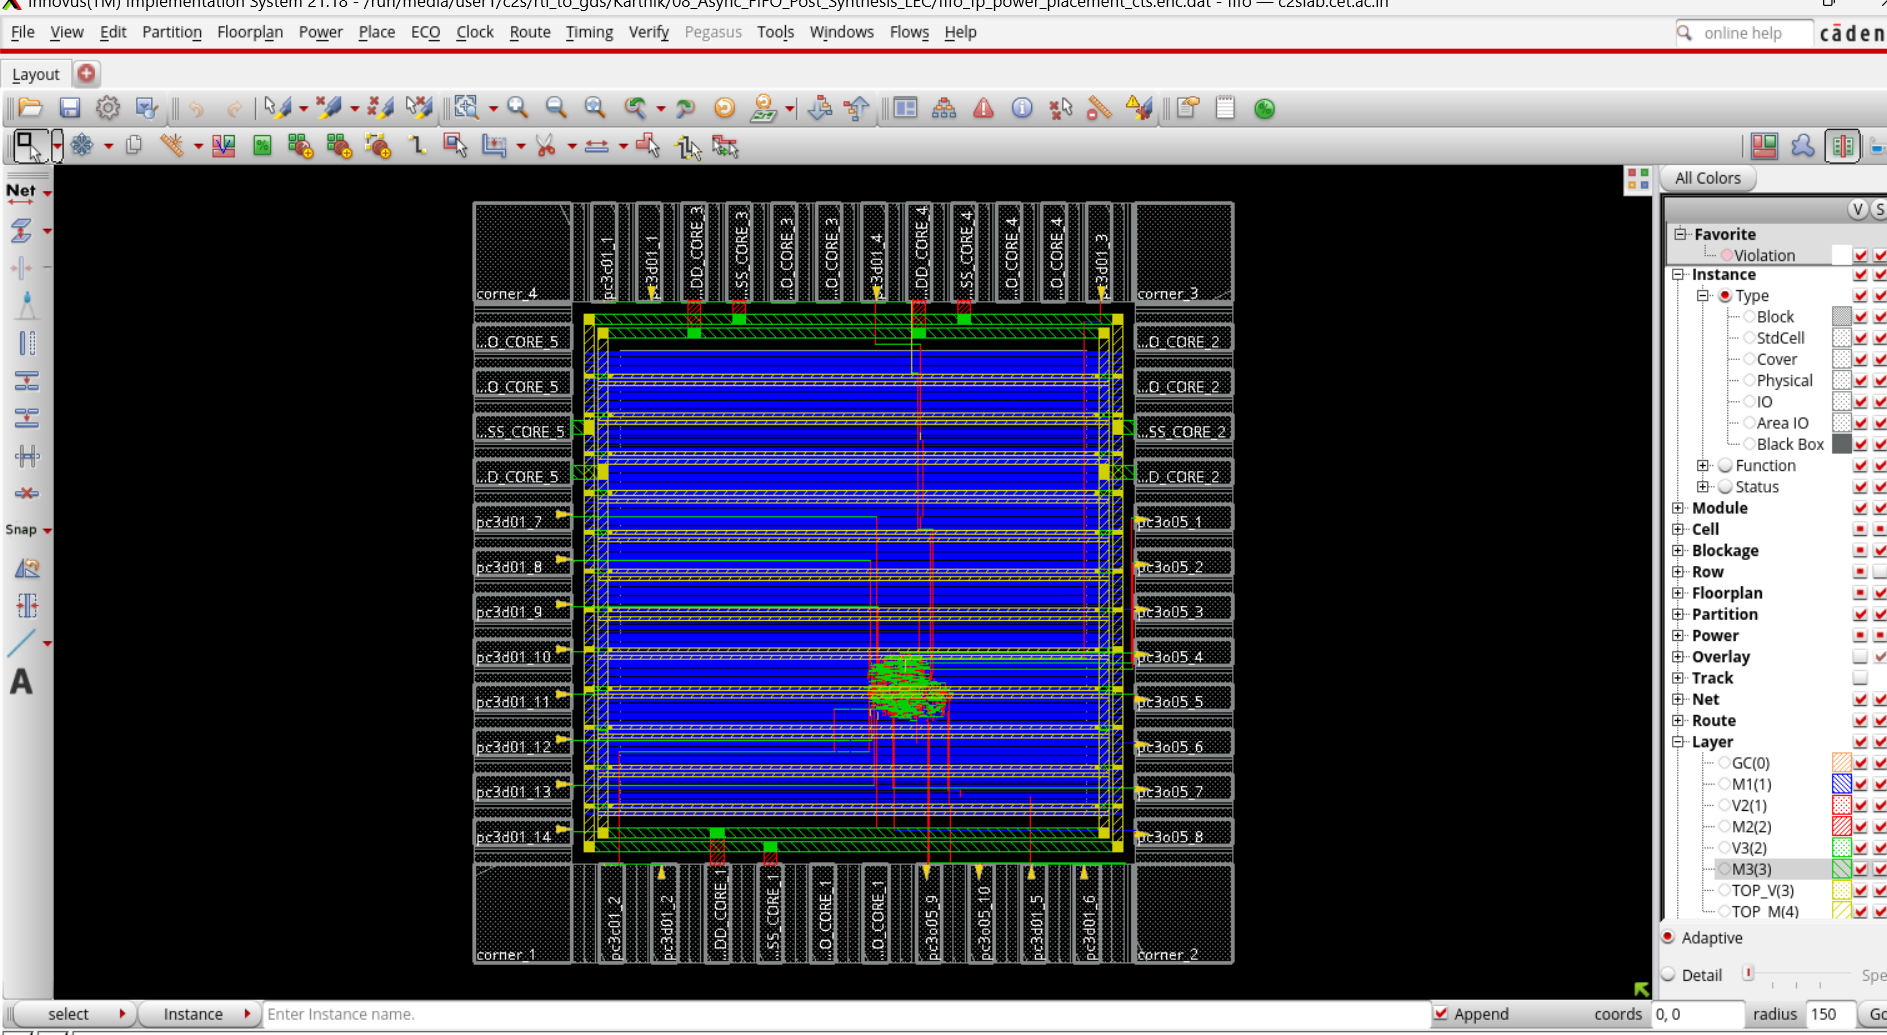 Innovus(TM) Implementation System 21.18 - /run/media/user1/c2s/rtl_to_gds/Karthik/08_Async_FIFO_Post_Synthesis_LEC/fifo_fp_power_placement_cts.enc.dat - fifo — c2slab.cet.ac.in
File View Edit Partition Floorplan Power Place ECO Clock Route Timing Verify Pegasus Tools Windows Flows Help
online help
cāden
Layout
Net
Snap
A
All Colors
V S
Favorite
Violation
Instance
Type
Block
StdCell
Cover
Physical
IO
Area IO
Black Box
Function
Status
Module
Cell
Blockage
Row
Floorplan
Partition
Power
Overlay
Track
Net
Route
Layer
GC(0)
M1(1)
V2(1)
M2(2)
V3(2)
M3(3)
TOP_V(3)
TOP_M(4)
Adaptive
Detail
Spe
corner_4
pc3c01_1
pc3d01_1
...DD_CORE_3
...SS_CORE_3
...O_CORE_3
...O_CORE_3
pc3d01_4
...DD_CORE_4
...SS_CORE_4
...O_CORE_4
...O_CORE_4
pc3d01_3
corner_3
...O_CORE_5
...O_CORE_5
...SS_CORE_5
...D_CORE_5
pc3d01_7
pc3d01_8
pc3d01_9
pc3d01_10
pc3d01_11
pc3d01_12
pc3d01_13
pc3d01_14
...O_CORE_2
...O_CORE_2
...SS_CORE_2
...D_CORE_2
pc3o05_1
pc3o05_2
pc3o05_3
pc3o05_4
pc3o05_5
pc3o05_6
pc3o05_7
pc3o05_8
corner_1
pc3c01_2
pc3d01_2
...DD_CORE_1
...SS_CORE_1
...O_CORE_1
...O_CORE_1
pc3o05_9
pc3o05_10
pc3d01_5
pc3d01_6
corner_2
select Instance Enter Instance name. Append coords 0, 0 radius 150 Go